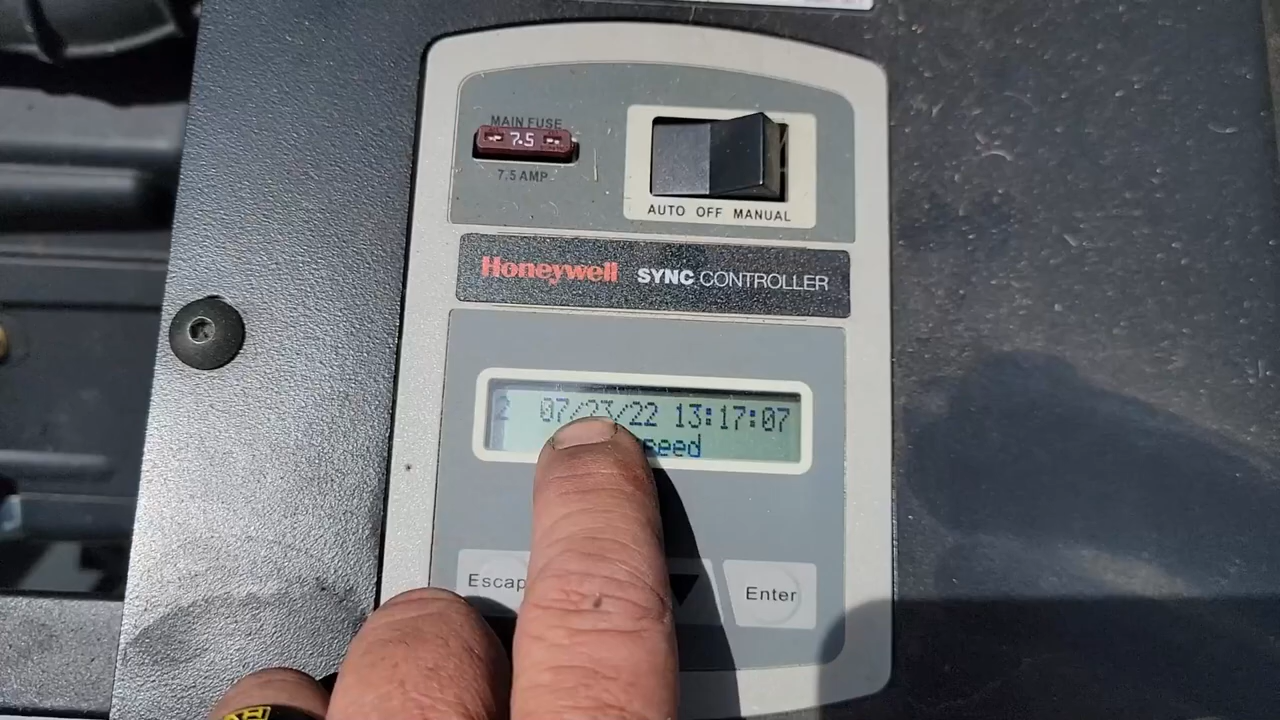 MAIN FUSE
7.5
7.5 AMP
AUTO OFF MANUAL
Honeywell SYNC CONTROLLER
2 07/23/22 13:17:07
Enter